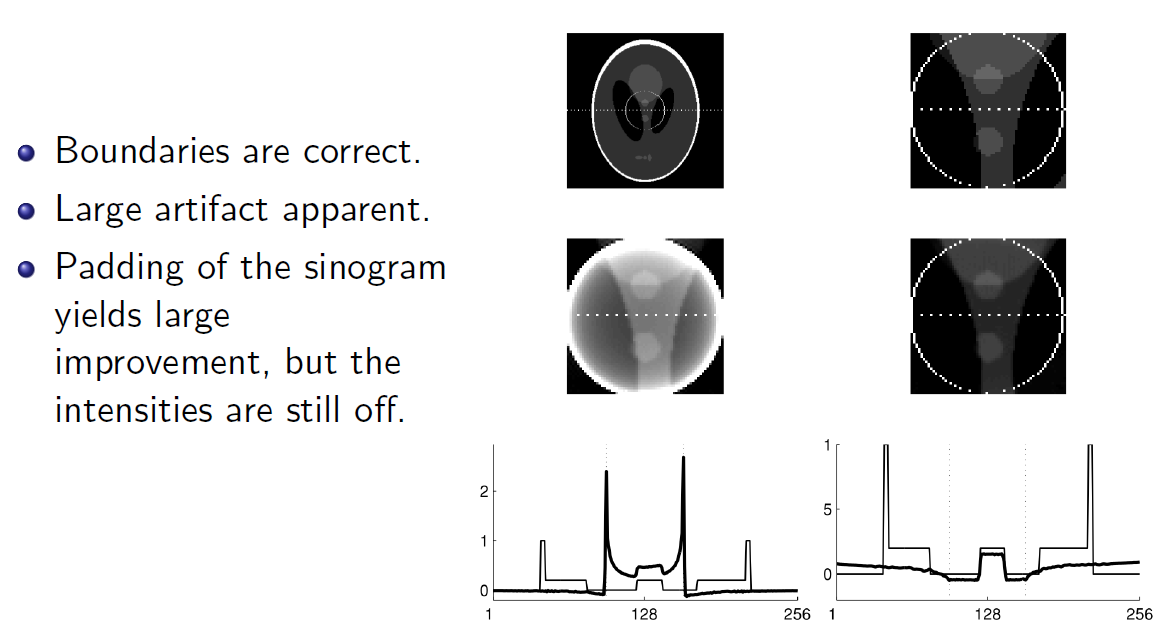 Boundaries are correct.
Large artifact apparent.
Padding of the sinogram
yields large
improvement, but the
intensities are still off.
2
1
0
1
128
256
1
5
0
1
128
256